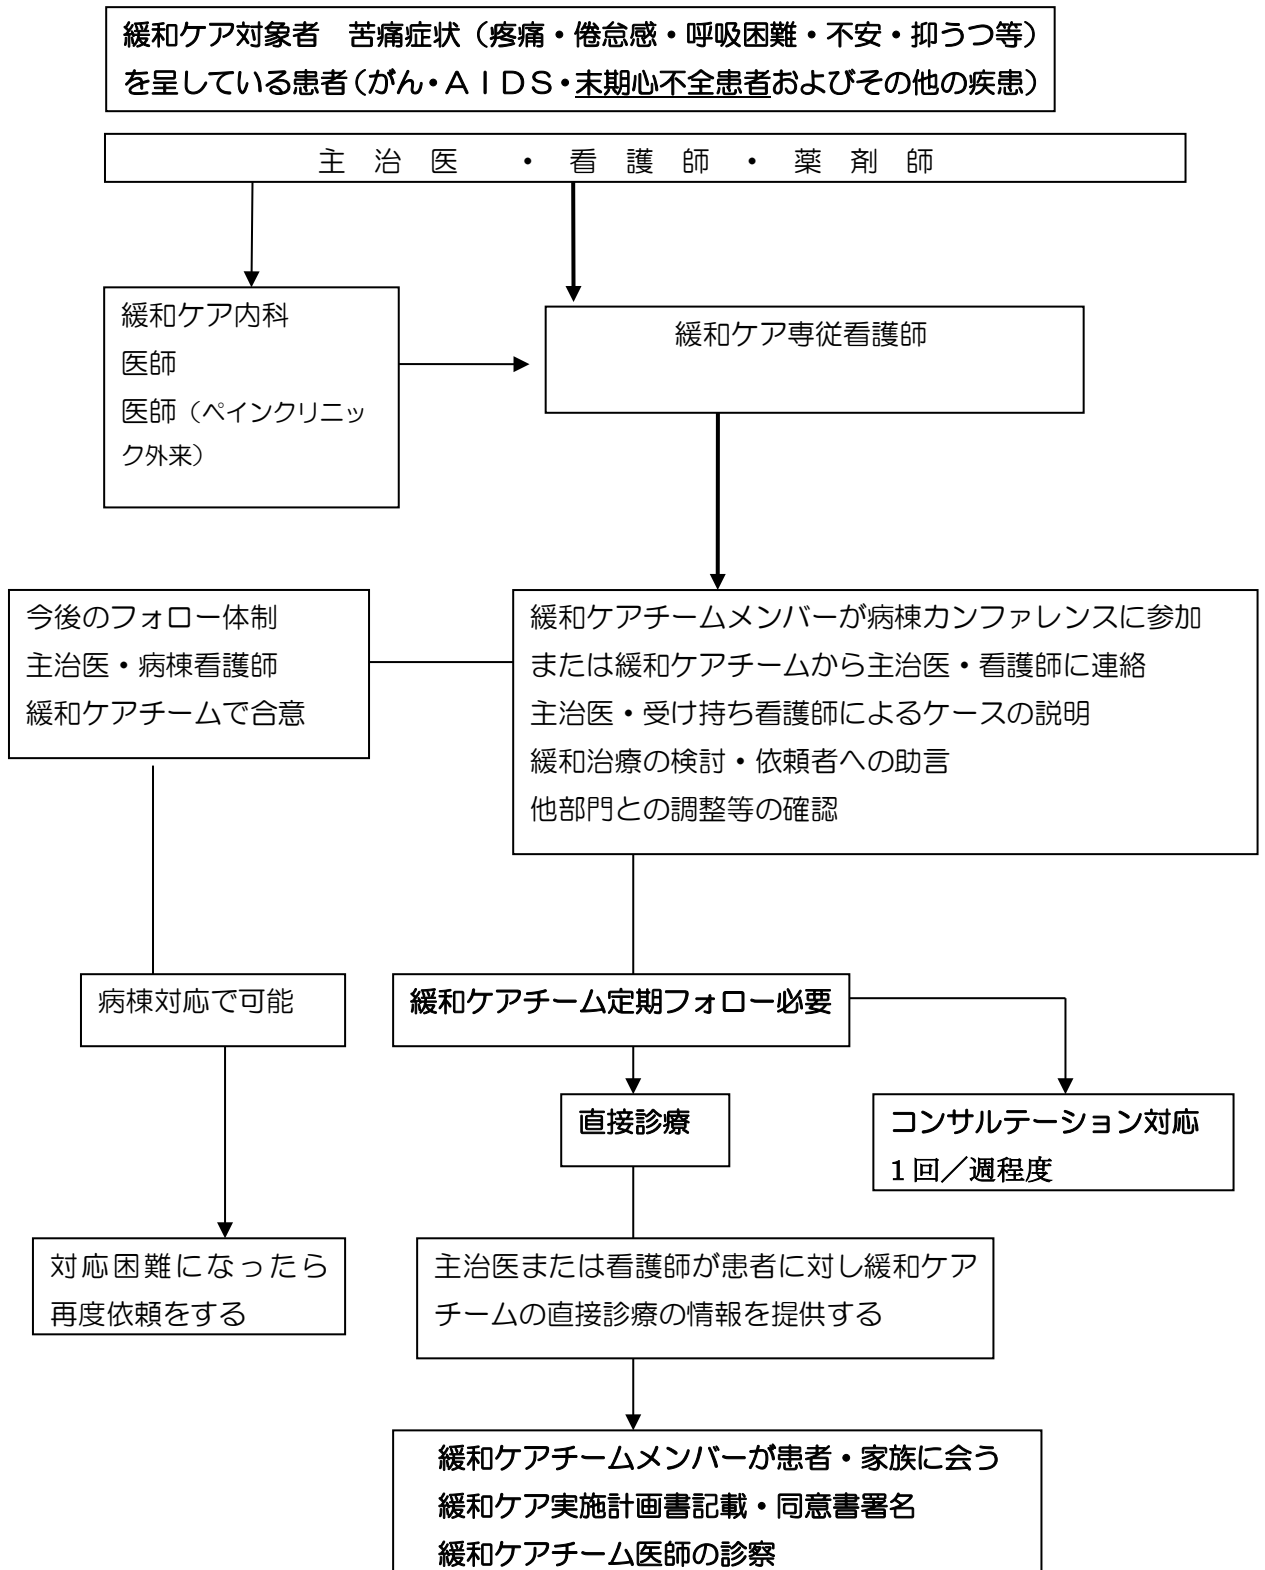 緩和ケア対象者　苦痛症状（疼痛・倦怠感・呼吸困難・不安・抑うつ等）
を呈している患者（がん・ＡＩＤＳ・末期心不全患者およびその他の疾患）
主　治　医　・　看　護　師　・　薬　剤　師
緩和ケア内科
医師
医師（ペインクリニッ
ク外来）
緩和ケア専従看護師
今後のフォロー体制
主治医・病棟看護師
緩和ケアチームで合意
緩和ケアチームメンバーが病棟カンファレンスに参加
または緩和ケアチームから主治医・看護師に連絡
主治医・受け持ち看護師によるケースの説明
緩和治療の検討・依頼者への助言
他部門との調整等の確認
病棟対応で可能
緩和ケアチーム定期フォロー必要
直接診療
コンサルテーション対応
１回／週程度
対応困難になったら
再度依頼をする
主治医または看護師が患者に対し緩和ケア
チームの直接診療の情報を提供する
緩和ケアチームメンバーが患者・家族に会う
緩和ケア実施計画書記載・同意書署名
緩和ケアチーム医師の診察